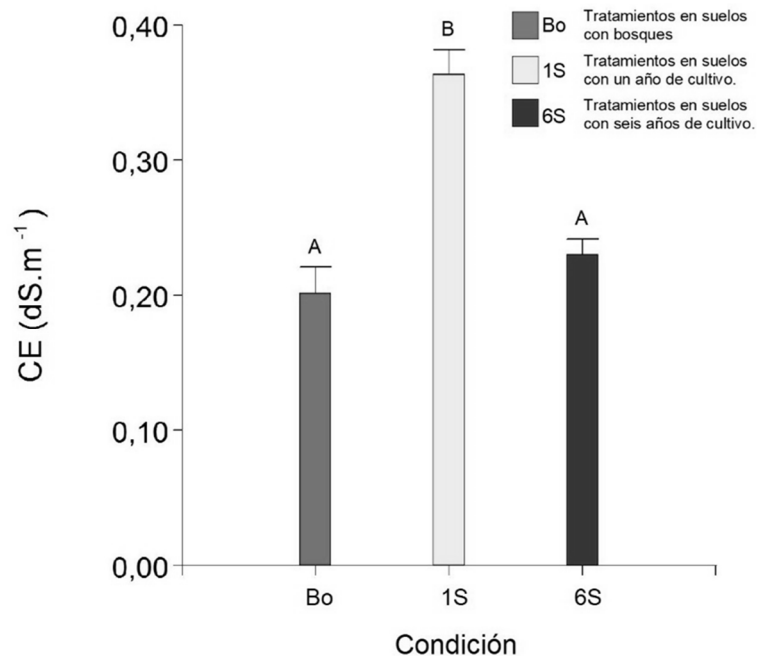 0,40
0,30
0,20
0,10
0,00
CE (dS.m⁻¹)
A
B
A
Bo
1S
6S
Condición
Bo Tratamientos en suelos
con bosques
1S Tratamientos en suelos
con un año de cultivo.
6S Tratamientos en suelos
con seis años de cultivo.